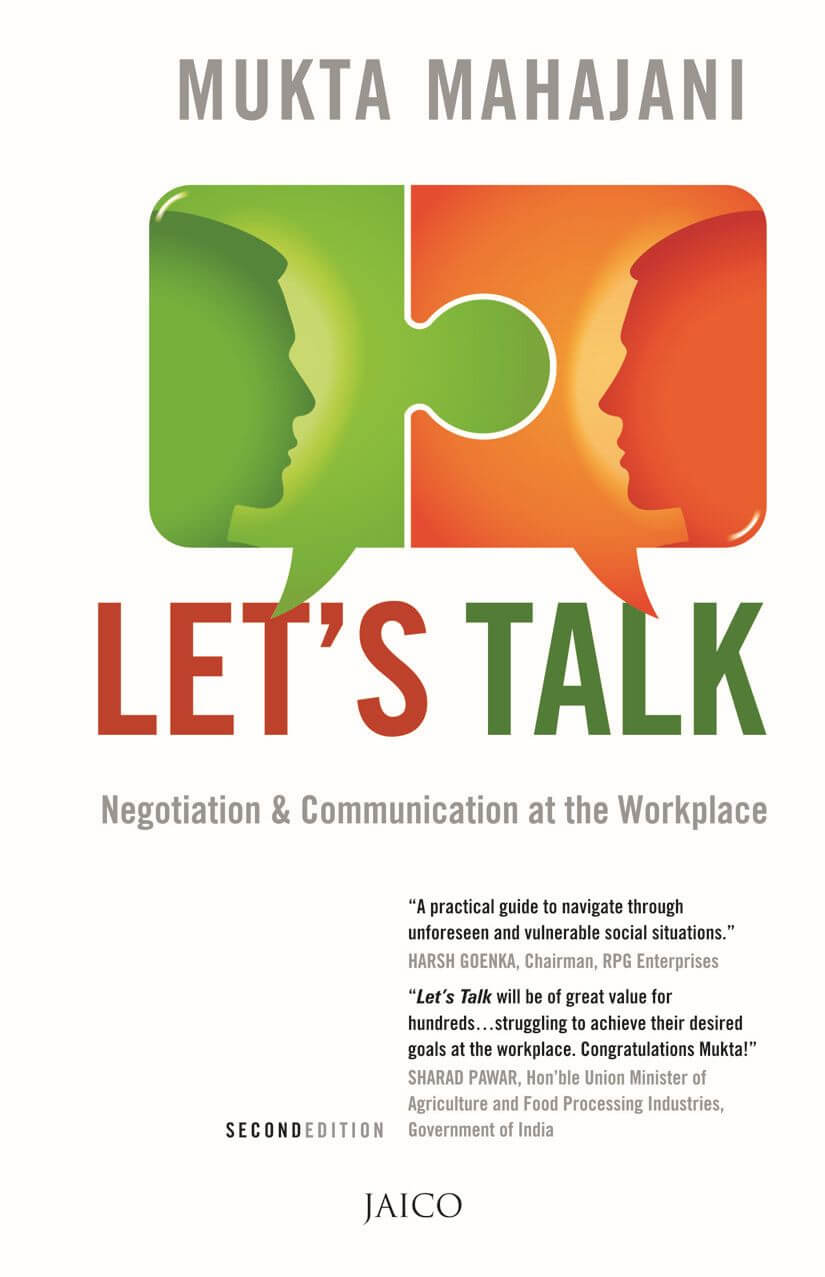 MUKTA MAHAJANI
LET’S TALK
Negotiation & Communication at the Workplace
“A practical guide to navigate through
unforeseen and vulnerable social situations.”
HARSH GOENKA, Chairman, RPG Enterprises
“Let’s Talk will be of great value for
hundreds…struggling to achieve their desired
goals at the workplace. Congratulations Mukta!”
SHARAD PAWAR, Hon’ble Union Minister of
Agriculture and Food Processing Industries,
Government of India
SECONDEDITION
JAICO